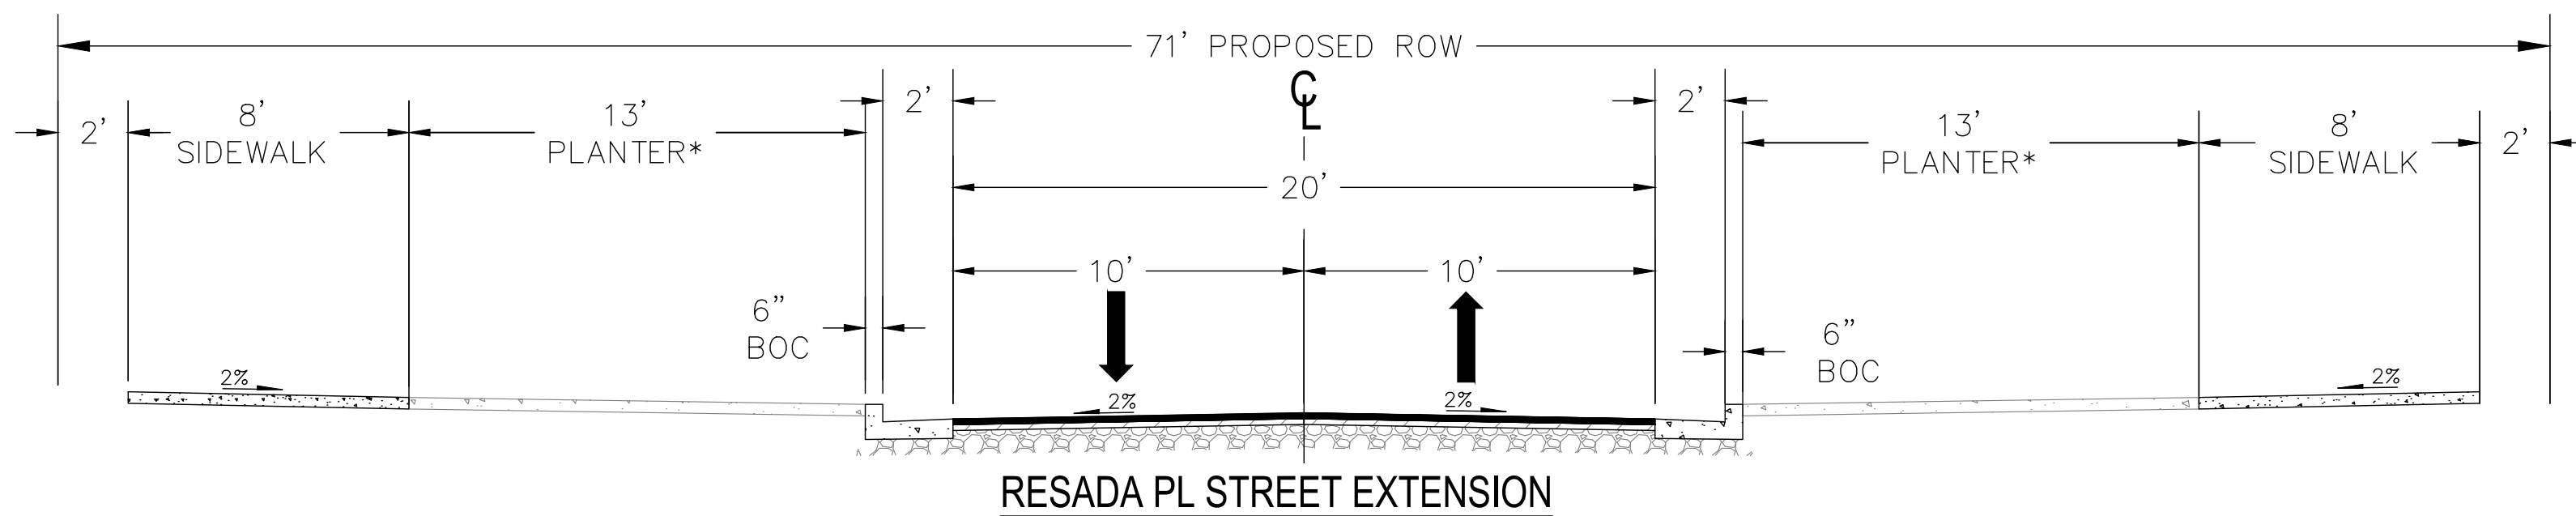 71' PROPOSED ROW
℄
2'
8'
SIDEWALK
13'
PLANTER*
2'
20'
2'
13'
PLANTER*
8'
SIDEWALK
2'
10'
10'
6"
BOC
6"
BOC
2%
2%
2%
2%
RESADA PL STREET EXTENSION